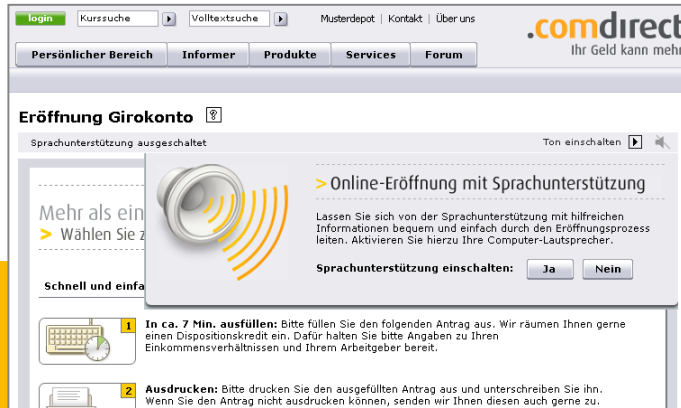 login Kurssuche Volltextsuche Musterdepot | Kontakt | Über uns
.comdirect
Ihr Geld kann mehr
Persönlicher Bereich Informer Produkte Services Forum
Eröffnung Girokonto ?
Sprachunterstützung ausgeschaltet Ton einschalten
> Online-Eröffnung mit Sprachunterstützung
Lassen Sie sich von der Sprachunterstützung mit hilfreichen
Informationen bequem und einfach durch den Eröffnungsprozess
leiten. Aktivieren Sie hierzu Ihre Computer-Lautsprecher.
Sprachunterstützung einschalten: Ja Nein
Mehr als ein
> Wählen Sie z
Schnell und einfa
1 In ca. 7 Min. ausfüllen: Bitte füllen Sie den folgenden Antrag aus. Wir räumen Ihnen gerne
einen Dispositionskredit ein. Dafür halten Sie bitte Angaben zu Ihren
Einkommensverhältnissen und Ihrem Arbeitgeber bereit.
2 Ausdrucken: Bitte drucken Sie den ausgefüllten Antrag aus und unterschreiben Sie ihn.
Wenn Sie den Antrag nicht ausdrucken können, senden wir Ihnen diesen auch gerne zu.